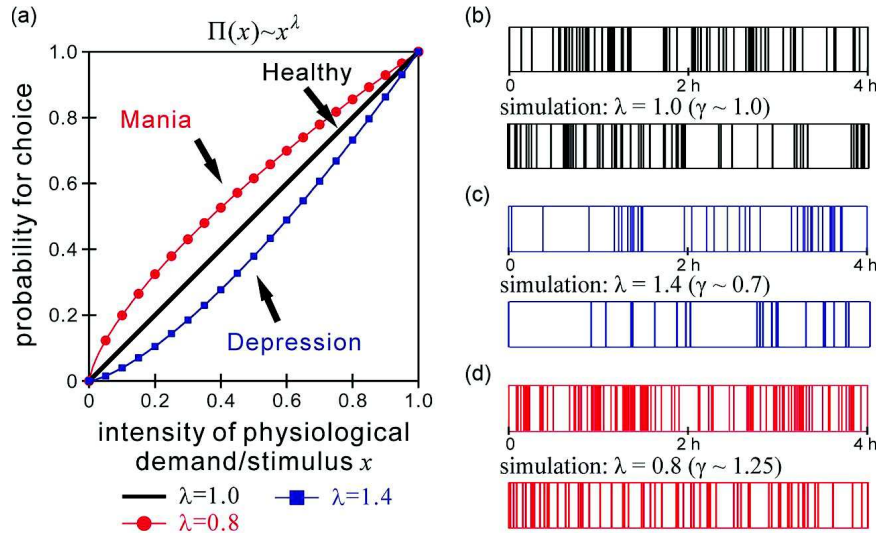 (a)
Π(x)~x^λ
1.0
0.8
0.6
0.4
0.2
0
probability for choice
Healthy
Mania
Depression
0 0.2 0.4 0.6 0.8 1.0
intensity of physiological
demand/stimulus x
λ=1.0 λ=1.4
λ=0.8
(b)
0 2 h 4 h
simulation: λ = 1.0 (γ ~ 1.0)
(c)
0 2 h 4 h
simulation: λ = 1.4 (γ ~ 0.7)
(d)
0 2 h 4 h
simulation: λ = 0.8 (γ ~ 1.25)